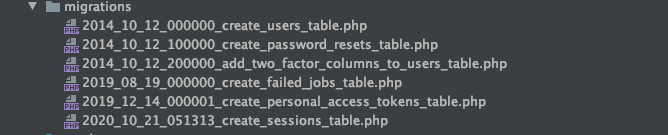 migrations
2014_10_12_000000_create_users_table.php
2014_10_12_100000_create_password_resets_table.php
2014_10_12_200000_add_two_factor_columns_to_users_table.php
2019_08_19_000000_create_failed_jobs_table.php
2019_12_14_000001_create_personal_access_tokens_table.php
2020_10_21_051313_create_sessions_table.php